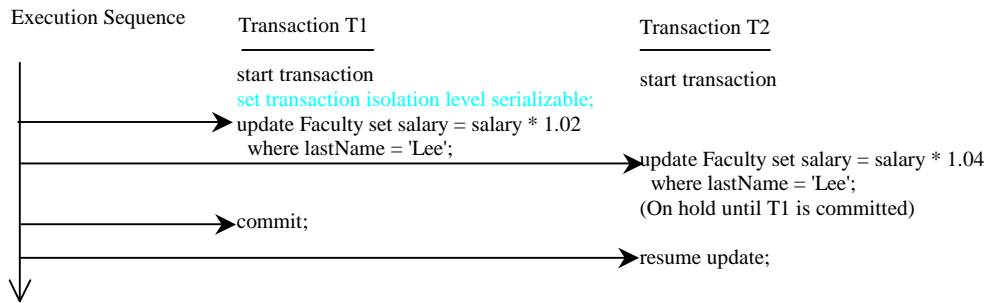 Execution Sequence
Transaction T1
Transaction T2
start transaction
set transaction isolation level serializable;
update Faculty set salary = salary * 1.02
where lastName = 'Lee';
start transaction
update Faculty set salary = salary * 1.04
where lastName = 'Lee';
(On hold until T1 is committed)
commit;
resume update;